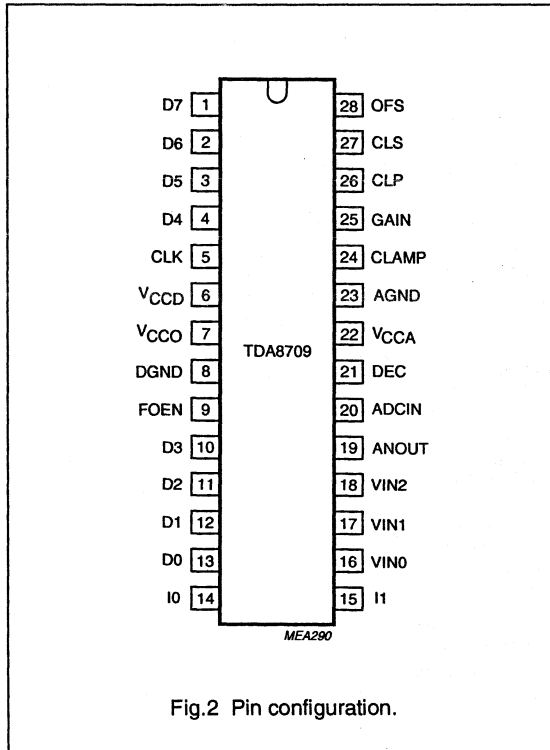 D7 1 28 OFS
D6 2 27 CLS
D5 3 26 CLP
D4 4 25 GAIN
CLK 5 24 CLAMP
VCCD 6 23 AGND
VCCO 7 22 VCCA
TDA8709
DGND 8 21 DEC
FOEN 9 20 ADCIN
D3 10 19 ANOUT
D2 11 18 VIN2
D1 12 17 VIN1
D0 13 16 VIN0
I0 14 15 I1
MEA290
Fig.2 Pin configuration.